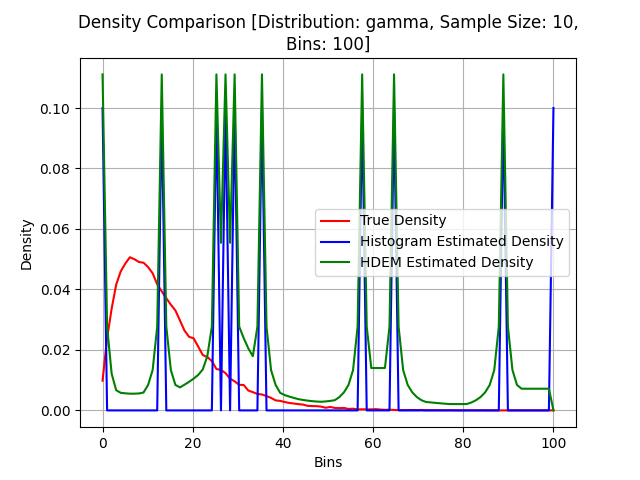 Density Comparison [Distribution: gamma, Sample Size: 10,
Bins: 100]
Density
0.10
0.08
0.06
0.04
0.02
0.00
True Density
Histogram Estimated Density
HDEM Estimated Density
0 20 40 60 80 100
Bins